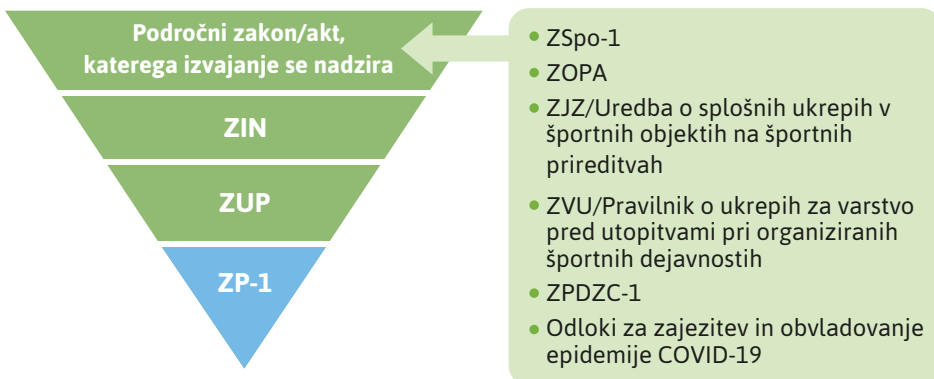 Področni zakon/akt,
katerega izvajanje se nadzira
ZIN
ZUP
ZP-1
• ZSpo-1
• ZOPA
• ZJZ/Uredba o splošnih ukrepih v
športnih objektih na športnih
prireditvah
• ZVU/Pravilnik o ukrepih za varstvo
pred utopitvami pri organiziranih
športnih dejavnostih
• ZPDZC-1
• Odloki za zajezitev in obvladovanje
epidemije COVID-19